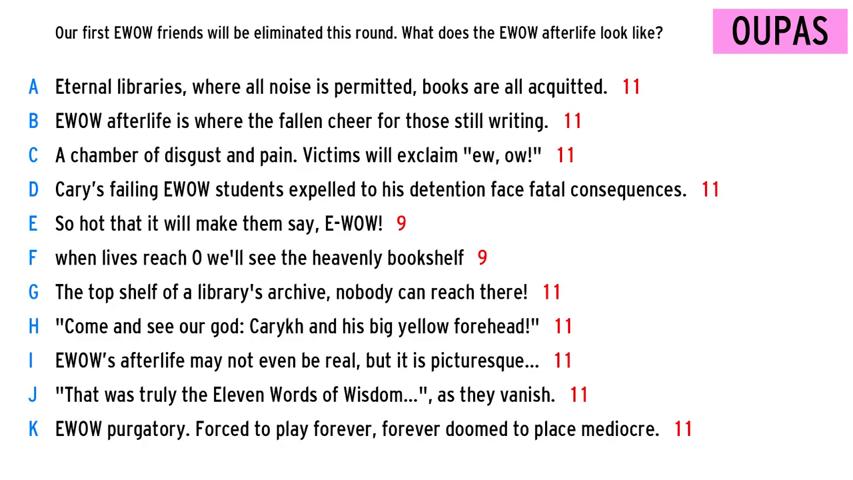 Our first EWOW friends will be eliminated this round. What does the EWOW afterlife look like?
OUPAS
A Eternal libraries, where all noise is permitted, books are all acquitted. 11
B EWOW afterlife is where the fallen cheer for those still writing. 11
C A chamber of disgust and pain. Victims will exclaim "ew, ow!" 11
D Cary's failing EWOW students expelled to his detention face fatal consequences. 11
E So hot that it will make them say, E-WOW! 9
F when lives reach 0 we'll see the heavenly bookshelf 9
G The top shelf of a library's archive, nobody can reach there! 11
H "Come and see our god: Carykh and his big yellow forehead!" 11
I EWOW's afterlife may not even be real, but it is picturesque... 11
J "That was truly the Eleven Words of Wisdom...", as they vanish. 11
K EWOW purgatory. Forced to play forever, forever doomed to place mediocre. 11